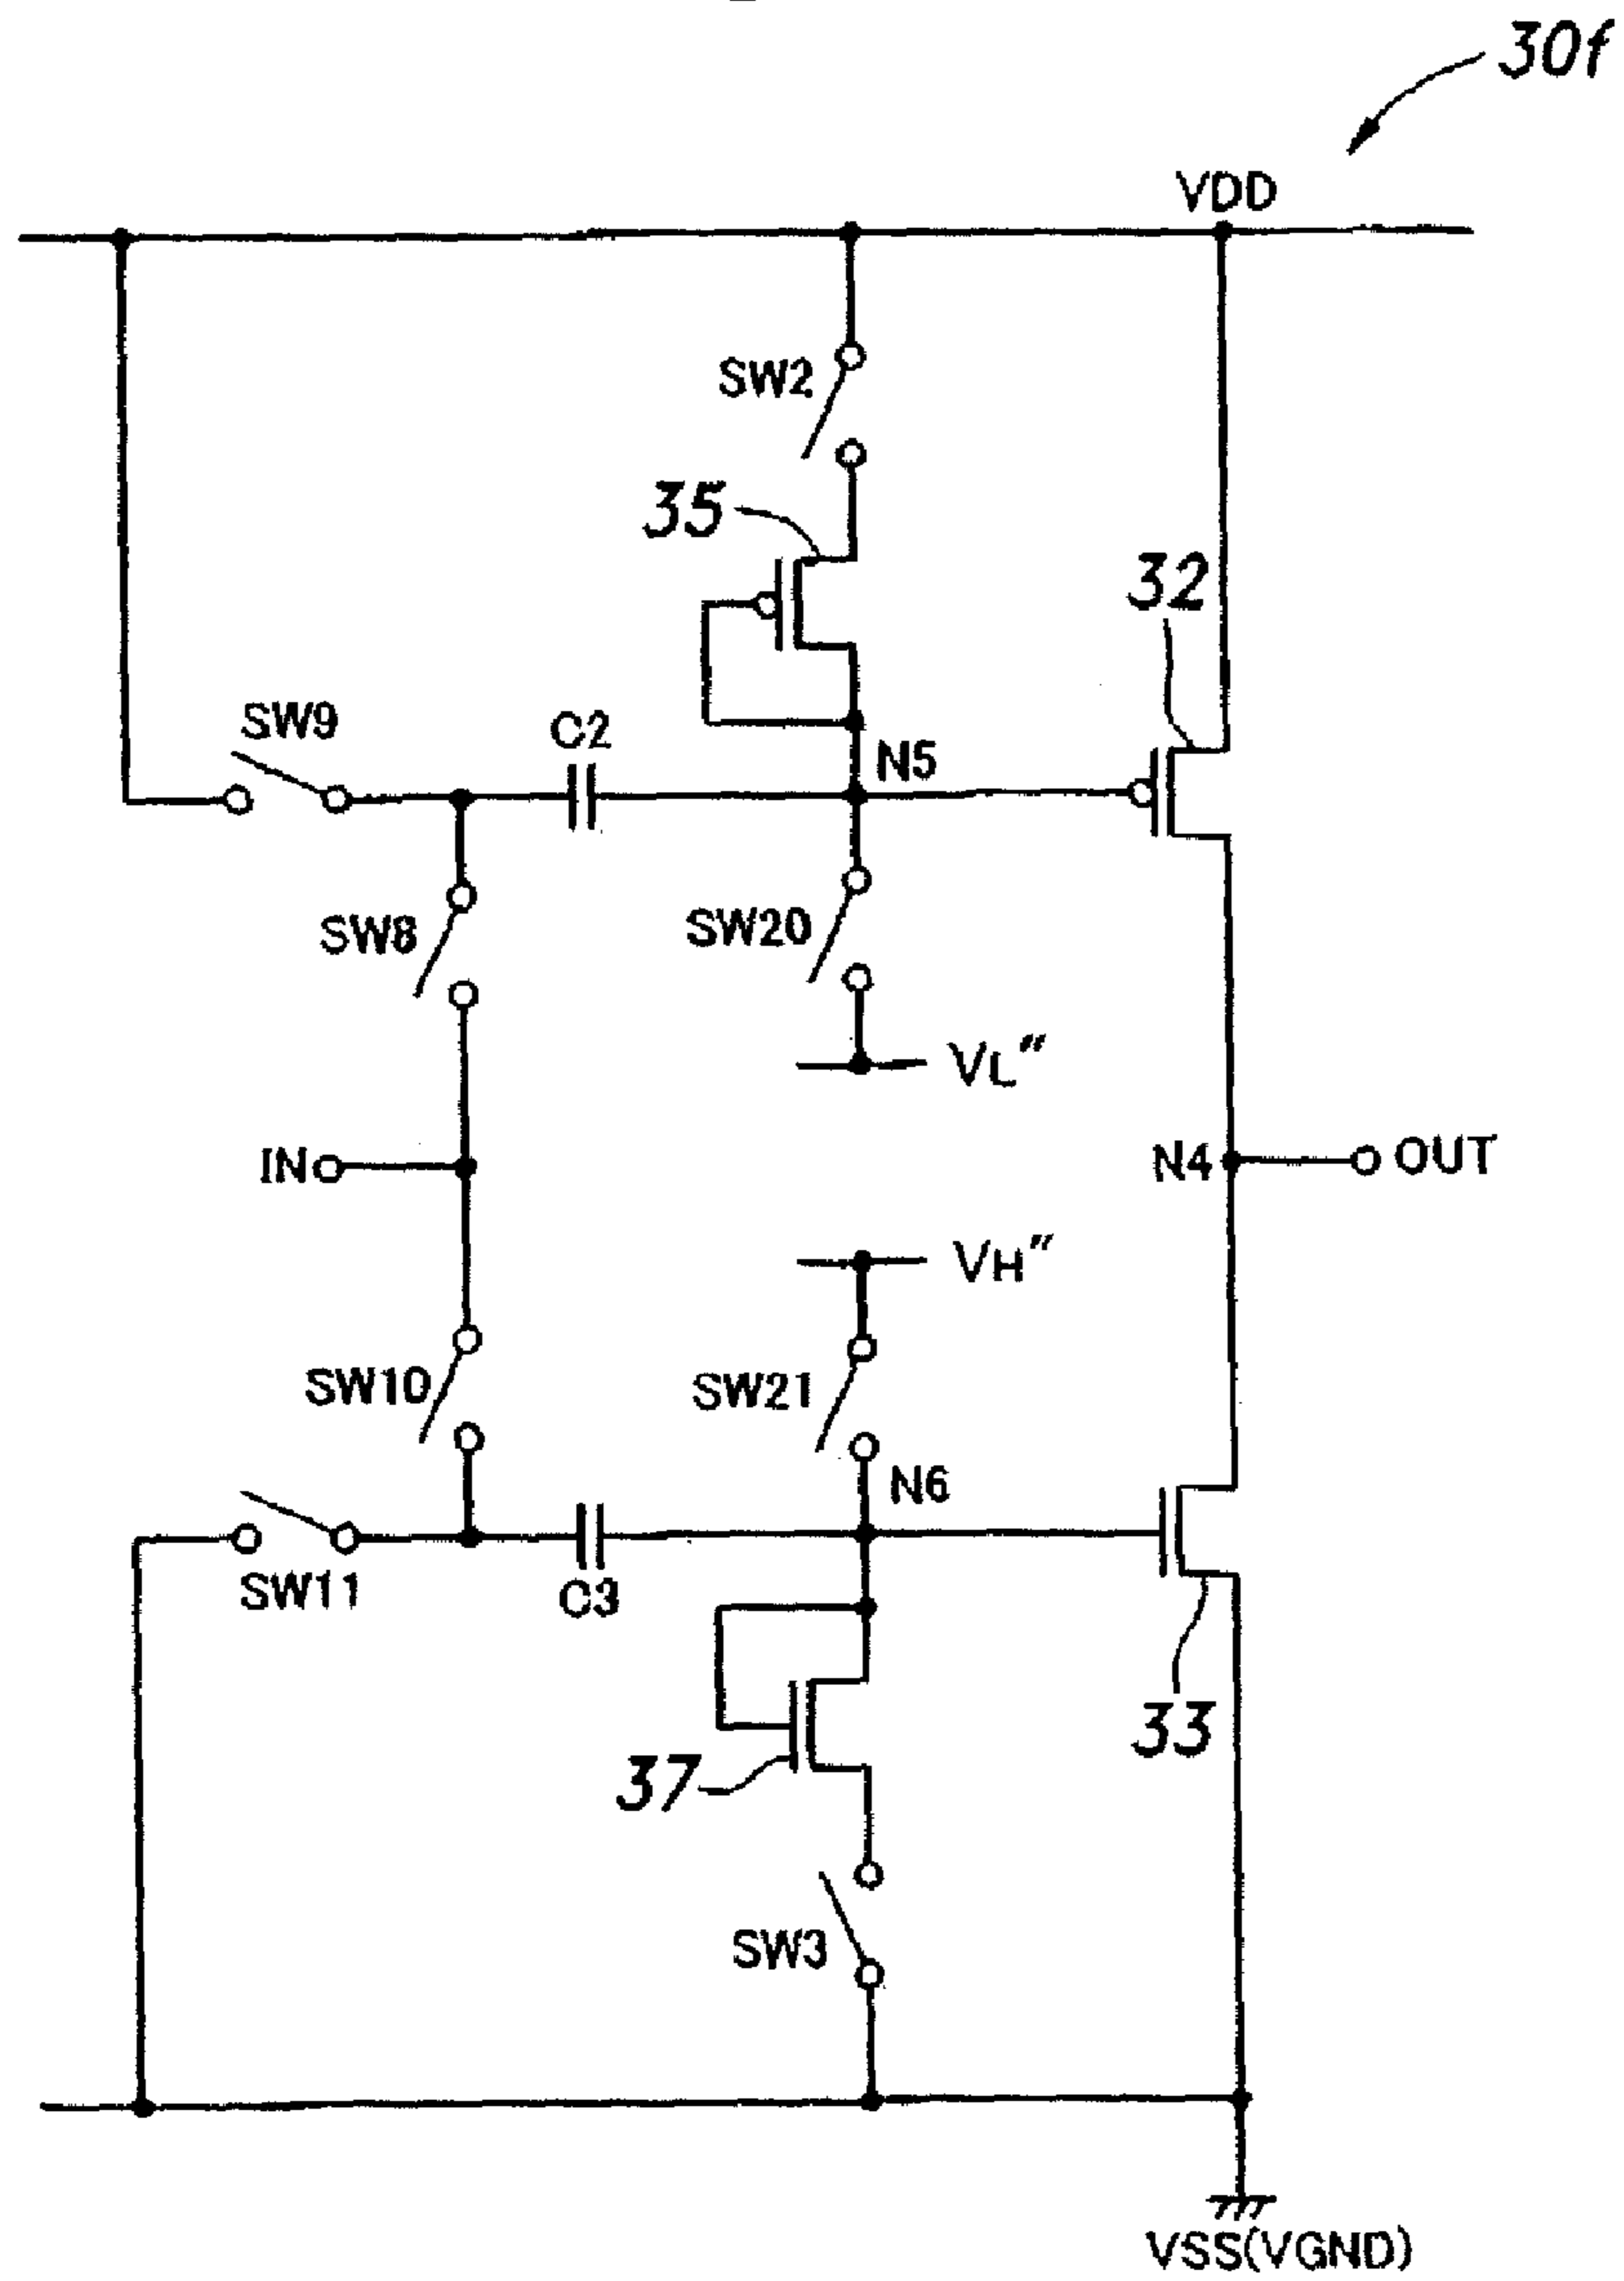 30f
VDD
SW2
35
32
SW9
C2
N5
SW8
SW20
VL"
IN
N4
OUT
VH"
SW10
SW21
N6
SW11
C3
37
33
SW3
VSS(VGND)